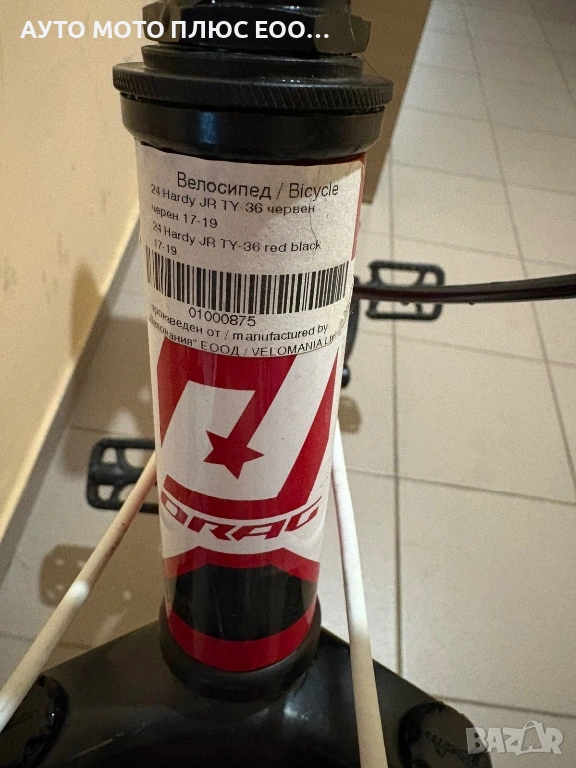 АУТО МОТО ПЛЮС ЕОО...
Велосипед / Bicycle
24 Hardy JR TY-36 червен
черен 17-19
24 Hardy JR TY-36 red black
17-19
01000875
произведен от / manufactured by
ЕООД / VELOMANIA
DRAG
BAZAR